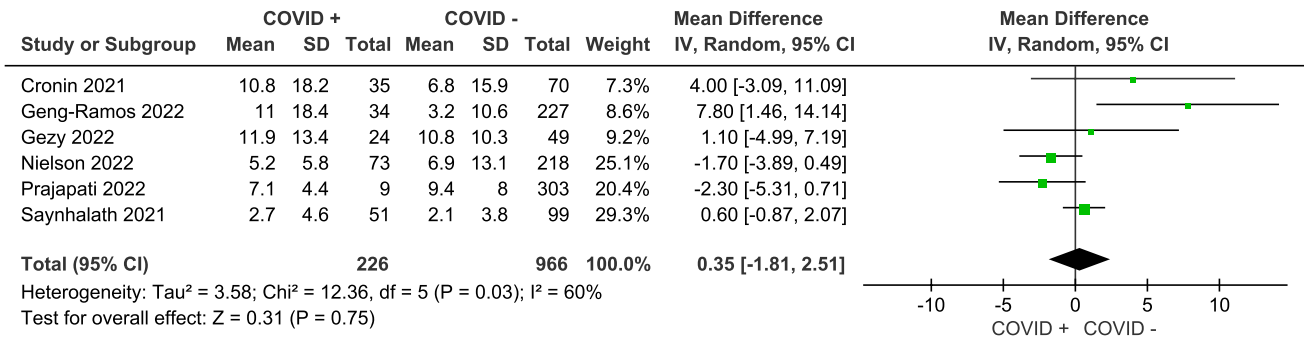 COVID + COVID - Mean Difference Mean Difference
Study or Subgroup Mean SD Total Mean SD Total Weight IV, Random, 95% CI IV, Random, 95% CI
Cronin 2021 10.8 18.2 35 6.8 15.9 70 7.3% 4.00 [-3.09, 11.09]
Geng-Ramos 2022 11 18.4 34 3.2 10.6 227 8.6% 7.80 [1.46, 14.14]
Gezy 2022 11.9 13.4 24 10.8 10.3 49 9.2% 1.10 [-4.99, 7.19]
Nielson 2022 5.2 5.8 73 6.9 13.1 218 25.1% -1.70 [-3.89, 0.49]
Prajapati 2022 7.1 4.4 9 9.4 8 303 20.4% -2.30 [-5.31, 0.71]
Saynhalath 2021 2.7 4.6 51 2.1 3.8 99 29.3% 0.60 [-0.87, 2.07]
Total (95% CI) 226 966 100.0% 0.35 [-1.81, 2.51]
Heterogeneity: Tau² = 3.58; Chi² = 12.36, df = 5 (P = 0.03); I² = 60%
Test for overall effect: Z = 0.31 (P = 0.75)
-10 -5 0 5 10
COVID + COVID -